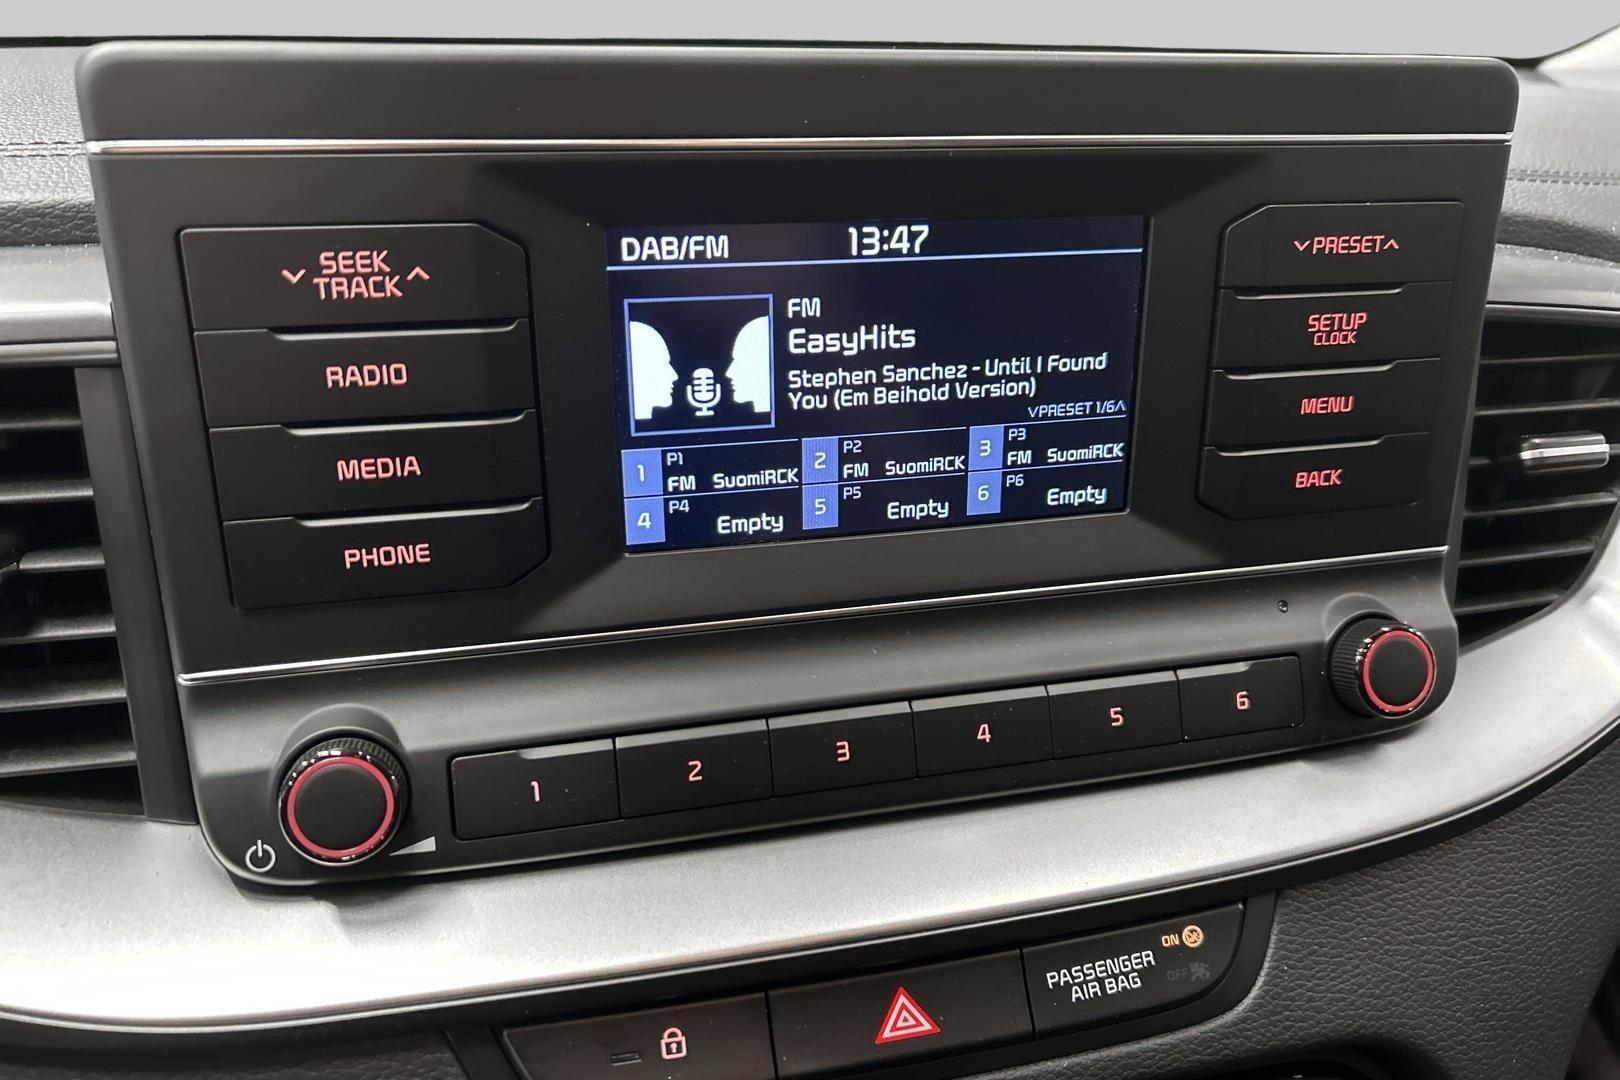 DAB/FM 13:47
SEEK
TRACK
RADIO
MEDIA
PHONE
FM
EasyHits
Stephen Sanchez - Until I Found
You (Em Beihold Version)
PRESET 1/6
1 P1 FM SuomiRCK
2 P2 FM SuomiRCK
3 P3 FM SuomiRCK
4 P4 Empty
5 P5 Empty
6 P6 Empty
PRESET
SETUP
CLOCK
MENU
BACK
1 2 3 4 5 6
PASSENGER
AIR BAG
ON
OFF